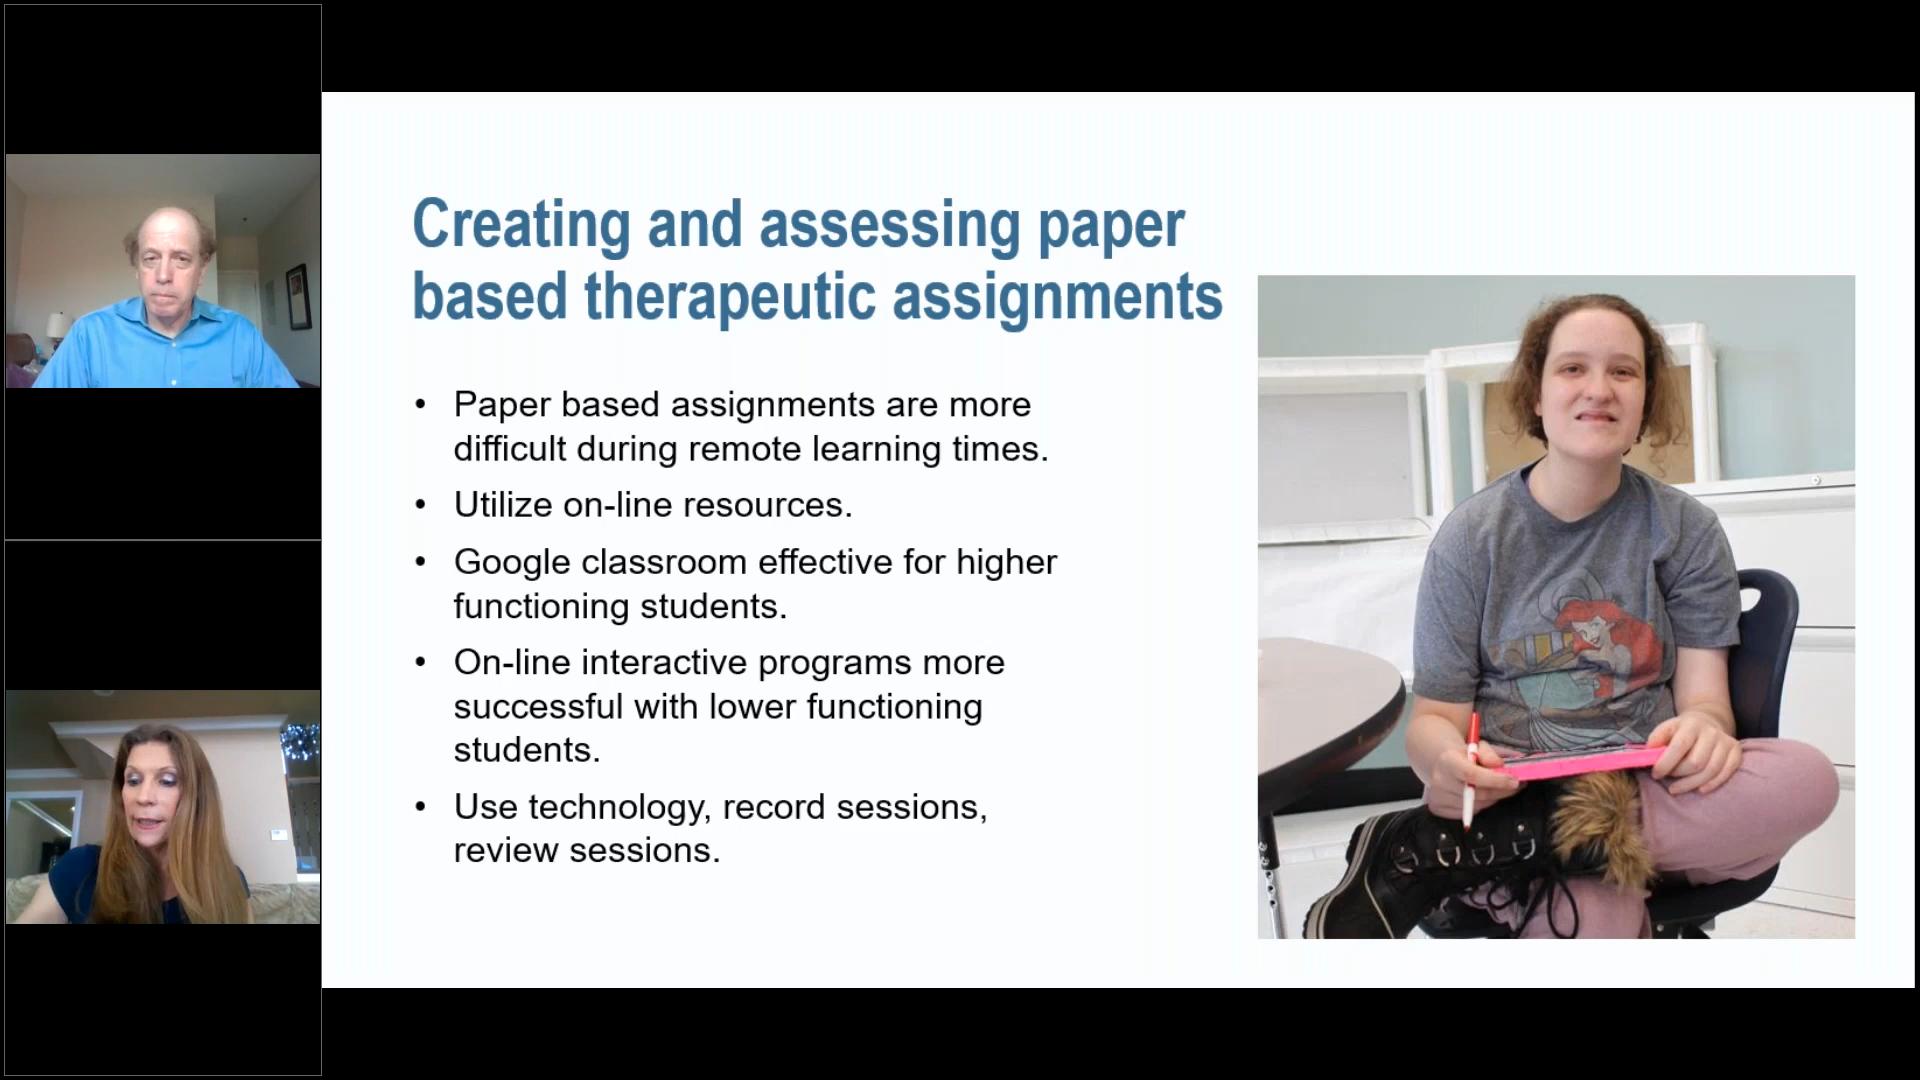 Creating and assessing paper
based therapeutic assignments
• Paper based assignments are more
difficult during remote learning times.
• Utilize on-line resources.
• Google classroom effective for higher
functioning students.
• On-line interactive programs more
successful with lower functioning
students.
• Use technology, record sessions,
review sessions.